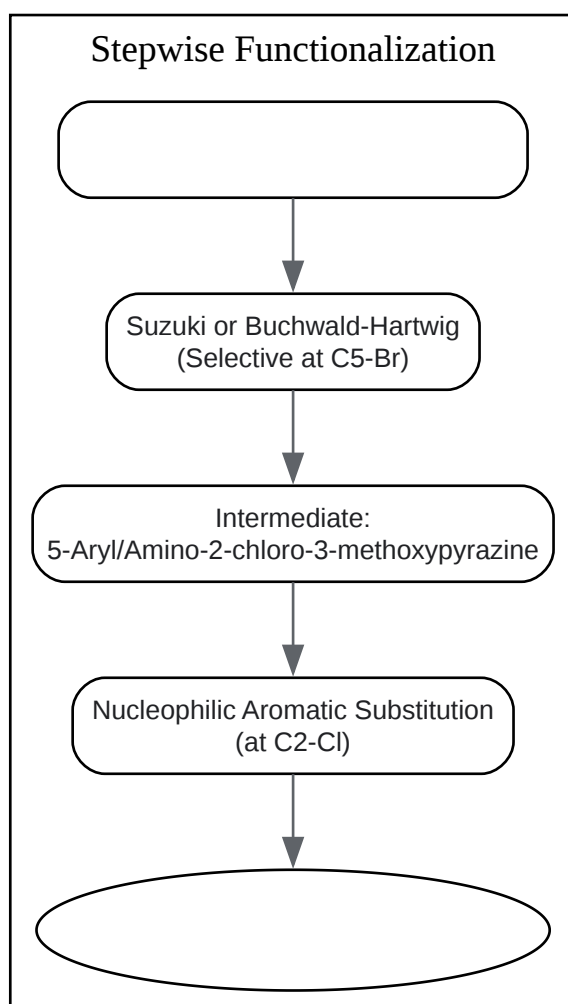 Stepwise Functionalization
Suzuki or Buchwald-Hartwig
(Selective at C5-Br)
Intermediate:
5-Aryl/Amino-2-chloro-3-methoxypyrazine
Nucleophilic Aromatic Substitution
(at C2-Cl)